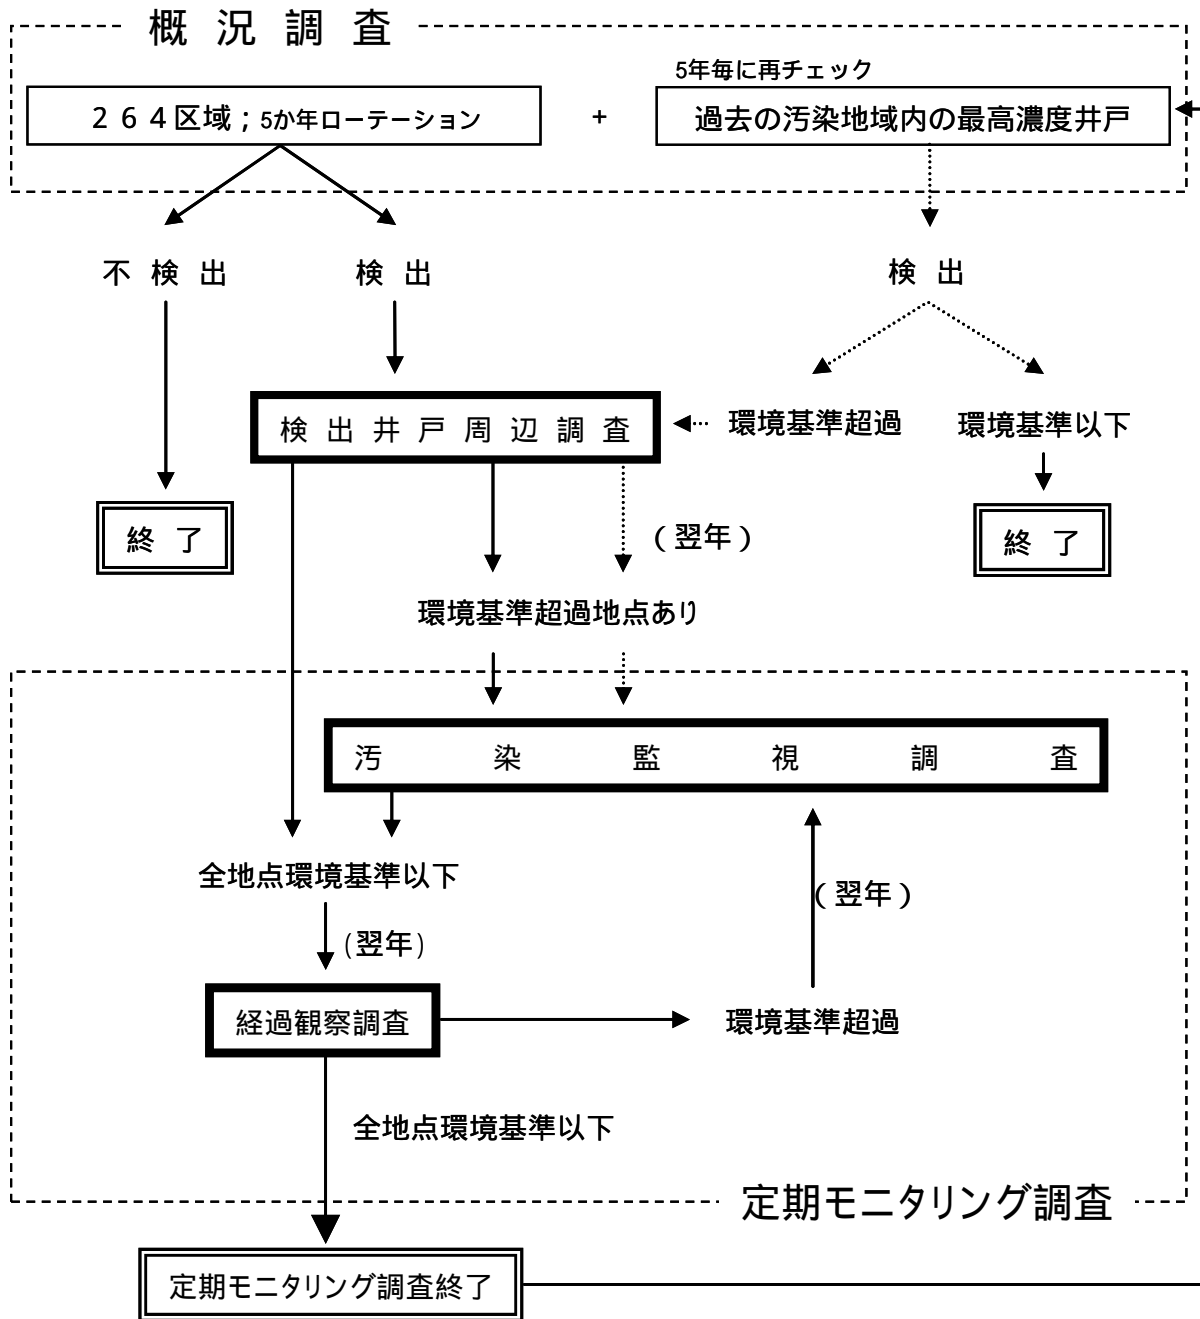 概 況 調 査
5年毎に再チェック
２６４区域；5か年ローテーション
+
過去の汚染地域内の最高濃度井戸
不 検 出
検 出
検 出
検 出 井 戸 周 辺 調 査
環境基準超過
環境基準以下
終 了
（翌年）
終 了
環境基準超過地点あり
汚 染 監 視 調 査
全地点環境基準以下
（翌年）
(翌年)
経過観察調査
環境基準超過
全地点環境基準以下
定期モニタリング調査
定期モニタリング調査終了